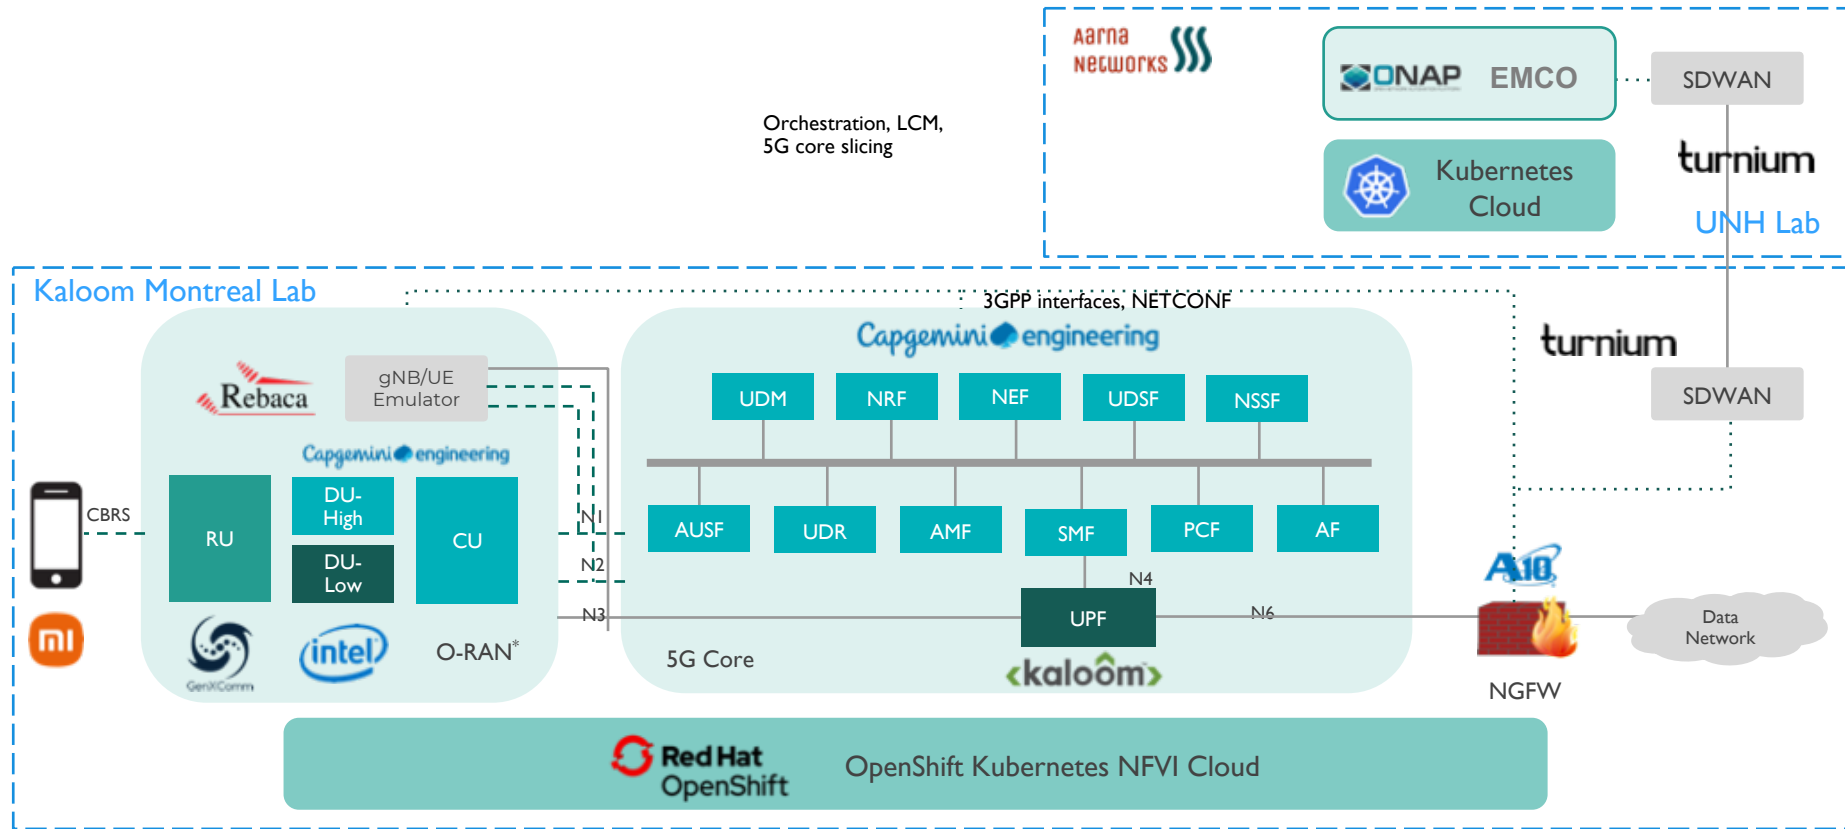 Aarna
Networks
ONAP
EMCO
SDWAN
Orchestration, LCM,
5G core slicing
Kubernetes
Cloud
turnium
UNH Lab
Kaloom Montreal Lab
3GPP interfaces, NETCONF
Capgemini engineering
turnium
SDWAN
Rebaca
gNB/UE
Emulator
UDM
NRF
NEF
UDSF
NSSF
Capgemini engineering
CBRS
RU
DU-
High
DU-
Low
CU
N1
N2
N3
AUSF
UDR
AMF
SMF
PCF
AF
N4
UPF
N6
A10
Data
Network
mi
GenXComm
intel
O-RAN*
5G Core
kaloom
NGFW
Red Hat
OpenShift
OpenShift Kubernetes NFVI Cloud